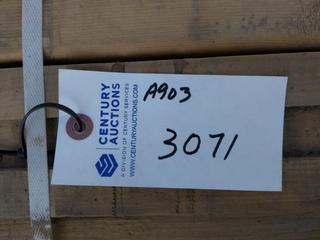 CENTURY
AUCTIONS
A DIVISION OF CENTURY SERVICES
WWW.CENTURYAUCTIONS.COM
A903
3071